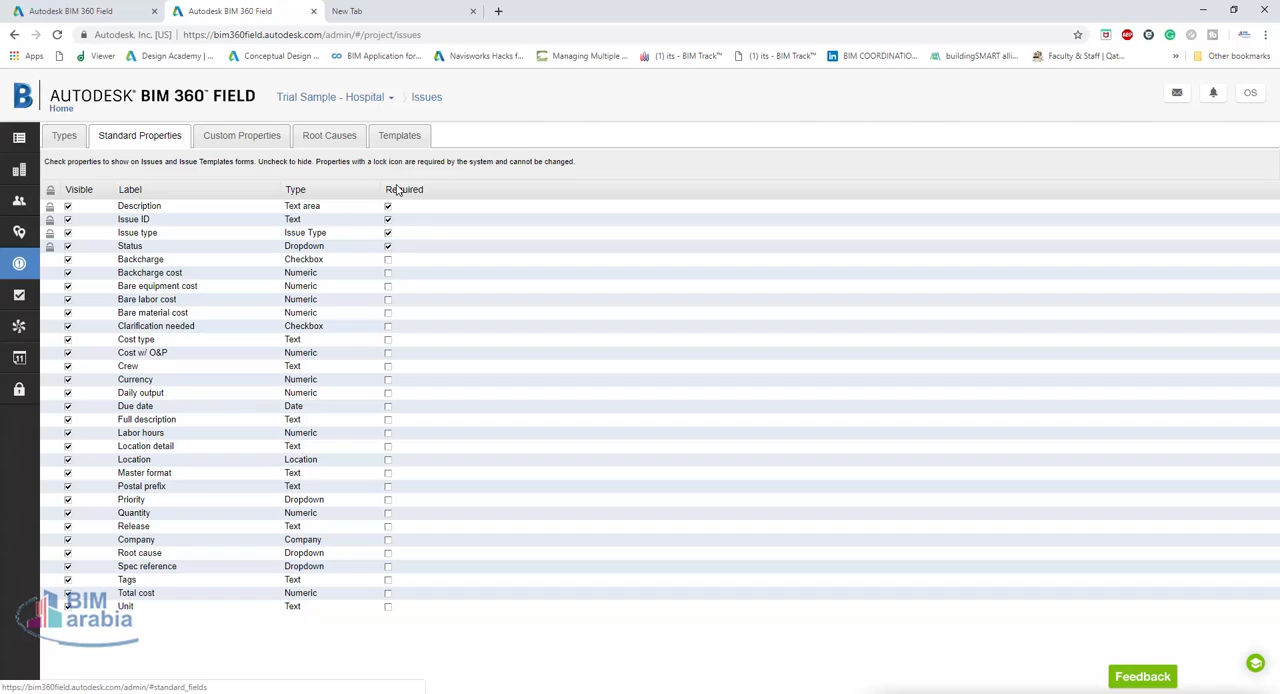 Autodesk BIM 360 Field
Autodesk BIM 360 Field
New Tab
Autodesk, Inc. [US] https://bim360field.autodesk.com/admin/#/project/issues
Apps Viewer Design Academy | ... Conceptual Design ... BIM Application for... Navisworks Hacks f... Managing Multiple ... (1) its - BIM Track™ (1) its - BIM Track™ BIM COORDINATION... buildingSMART alli... Faculty & Staff | Qat... » Other bookmarks
AUTODESK® BIM 360™ FIELD Trial Sample - Hospital Issues OS
Home
Types Standard Properties Custom Properties Root Causes Templates
Check properties to show on Issues and Issue Templates forms. Uncheck to hide. Properties with a lock icon are required by the system and cannot be changed.
Visible Label Type Required
Description Text area
Issue ID Text
Issue type Issue Type
Status Dropdown
Backcharge Checkbox
Backcharge cost Numeric
Bare equipment cost Numeric
Bare labor cost Numeric
Bare material cost Numeric
Clarification needed Checkbox
Cost type Text
Cost w/ O&P Numeric
Crew Text
Currency Numeric
Daily output Numeric
Due date Date
Full description Text
Labor hours Numeric
Location detail Text
Location Location
Master format Text
Postal prefix Text
Priority Dropdown
Quantity Numeric
Release Text
Company Company
Root cause Dropdown
Spec reference Dropdown
Tags Text
Total cost Numeric
Unit Text
BIM
arabia
Feedback
https://bim360field.autodesk.com/admin/#standard_fields